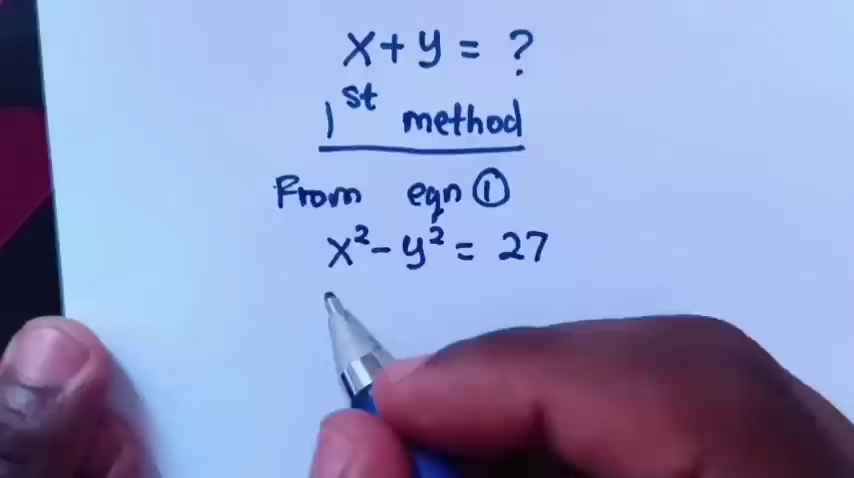 x+y = ?
1st method
From eqn ①
x² - y² = 27